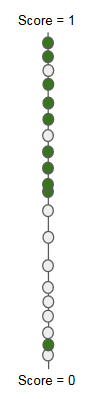 Score = 1
Score = 0